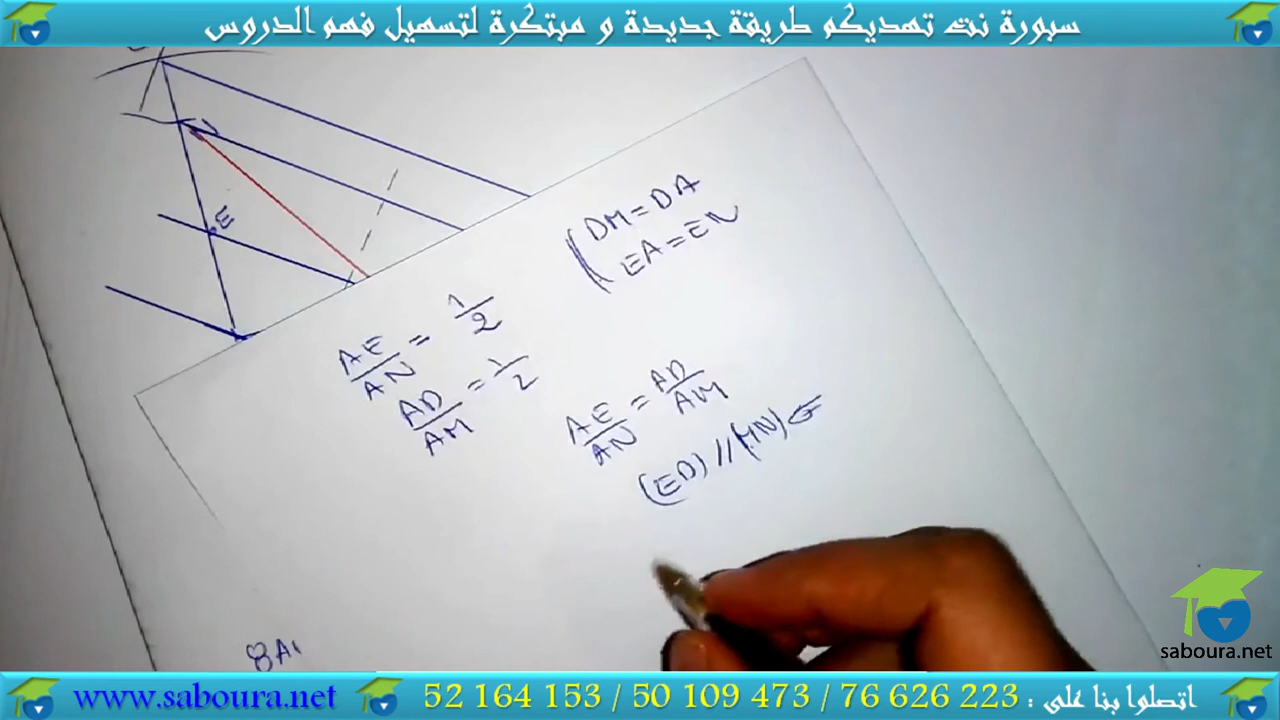 سبورة نت تهديكم طريقة جديدة و مبتكرة لتسهيل فهم الدروس
N
E
DM = DA
EA = EN
AE/AN = 1/2
AD/AM = 1/2
AE/AN = AD/AM
(ED) // (MN) ⇐
8A
saboura.net
www.saboura.net
52 164 153 / 50 109 473 / 76 626 223 : اتصلوا بنا على